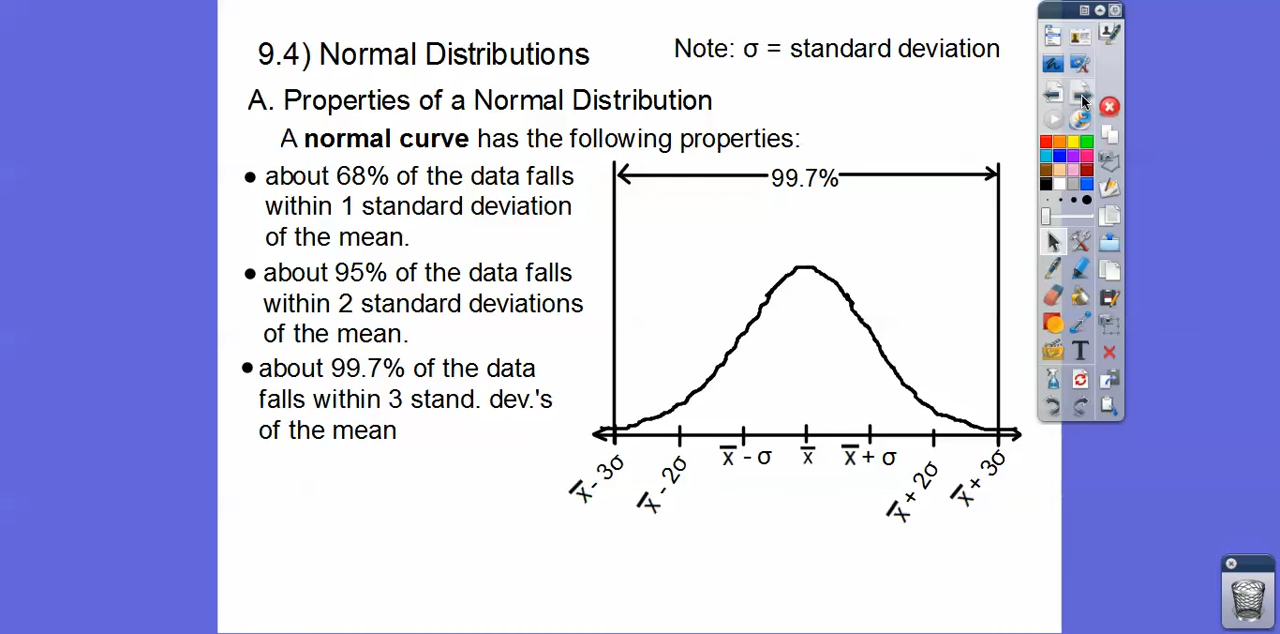 9.4) Normal Distributions
Note: σ = standard deviation
A. Properties of a Normal Distribution
A normal curve has the following properties:
● about 68% of the data falls
within 1 standard deviation
of the mean.
● about 95% of the data falls
within 2 standard deviations
of the mean.
● about 99.7% of the data
falls within 3 stand. dev.'s
of the mean
99.7%
x̅ - 3σ
x̅ - 2σ
x̅ - σ
x̅
x̅ + σ
x̅ + 2σ
x̅ + 3σ
T